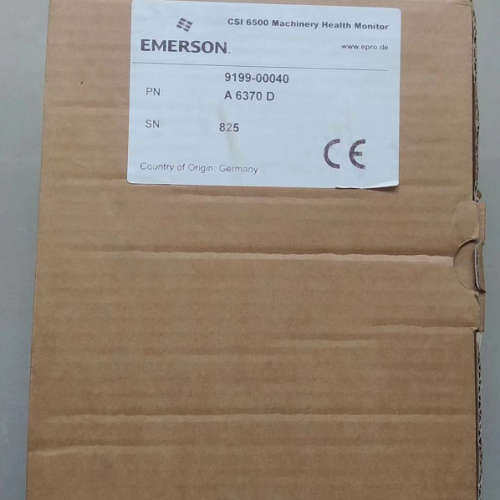 CSI 6500 Machinery Health Monitor
EMERSON.
www.epro.de
9199-00040
PN A 6370 D
SN 825
CE
Country of Origin: Germany